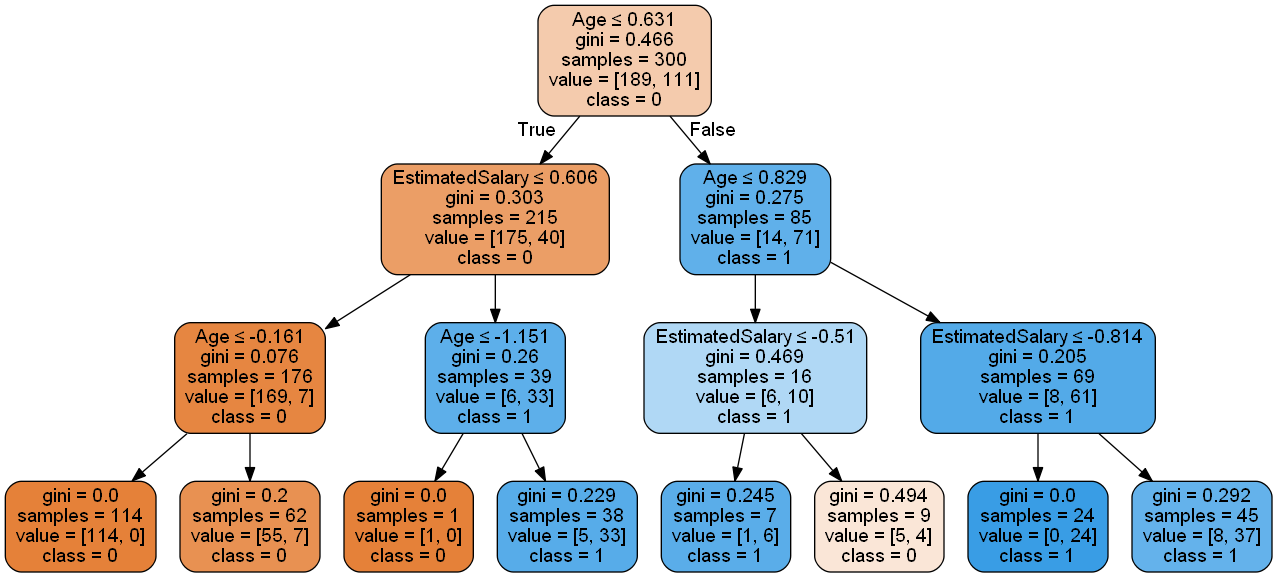 Age ≤ 0.631
gini = 0.466
samples = 300
value = [189, 111]
class = 0
True
False
EstimatedSalary ≤ 0.606
gini = 0.303
samples = 215
value = [175, 40]
class = 0
Age ≤ 0.829
gini = 0.275
samples = 85
value = [14, 71]
class = 1
Age ≤ -0.161
gini = 0.076
samples = 176
value = [169, 7]
class = 0
Age ≤ -1.151
gini = 0.26
samples = 39
value = [6, 33]
class = 1
EstimatedSalary ≤ -0.51
gini = 0.469
samples = 16
value = [6, 10]
class = 1
EstimatedSalary ≤ -0.814
gini = 0.205
samples = 69
value = [8, 61]
class = 1
gini = 0.0
samples = 114
value = [114, 0]
class = 0
gini = 0.2
samples = 62
value = [55, 7]
class = 0
gini = 0.0
samples = 1
value = [1, 0]
class = 0
gini = 0.229
samples = 38
value = [5, 33]
class = 1
gini = 0.245
samples = 7
value = [1, 6]
class = 1
gini = 0.494
samples = 9
value = [5, 4]
class = 0
gini = 0.0
samples = 24
value = [0, 24]
class = 1
gini = 0.292
samples = 45
value = [8, 37]
class = 1